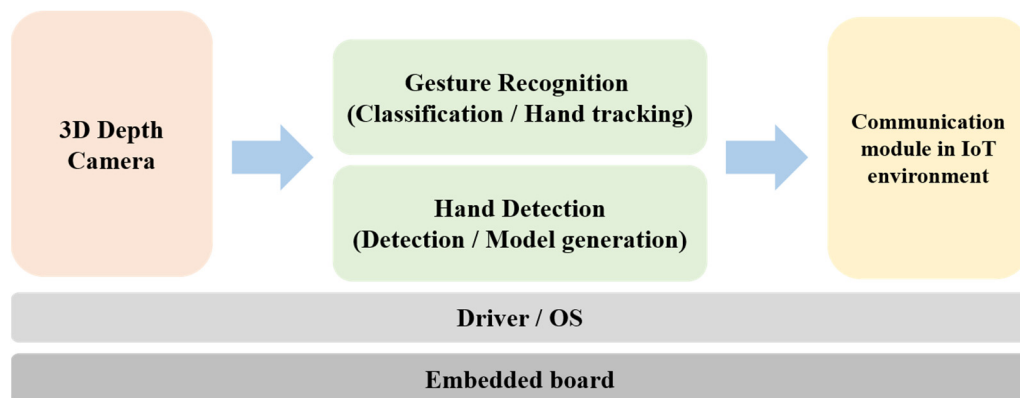 3D Depth
Camera
Gesture Recognition
(Classification / Hand tracking)
Hand Detection
(Detection / Model generation)
Communication
module in IoT
environment
Driver / OS
Embedded board